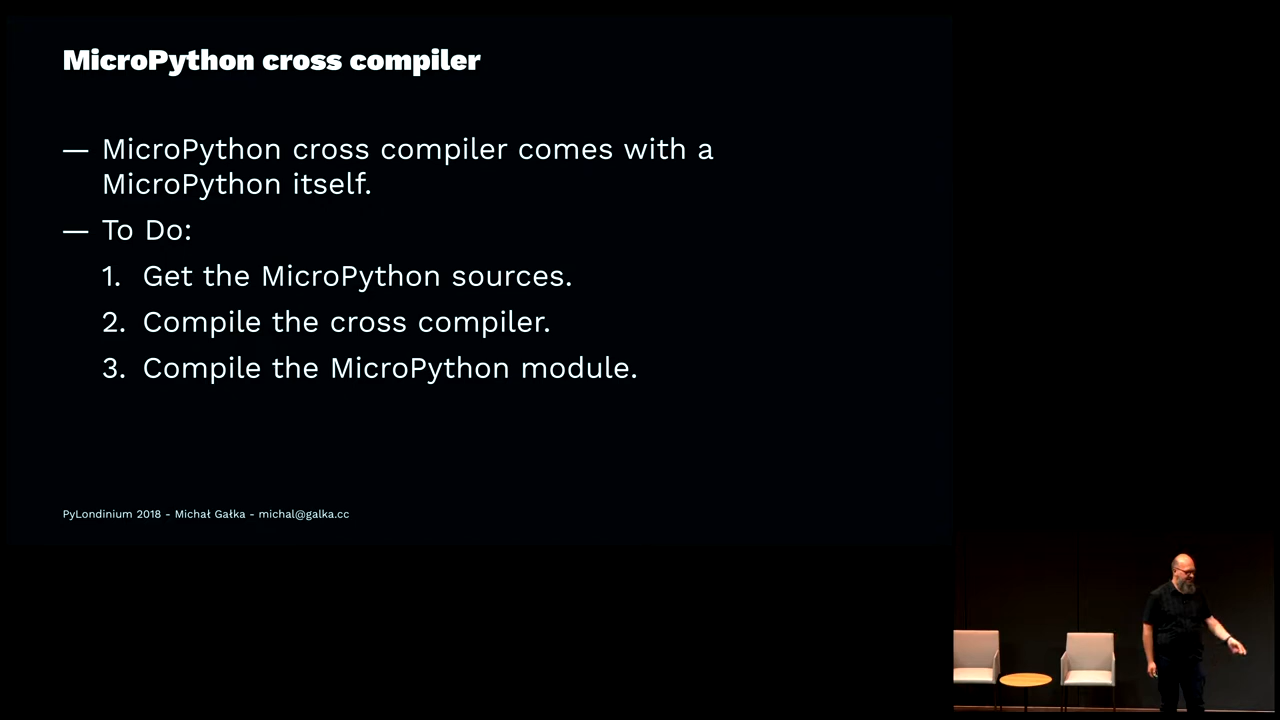 MicroPython cross compiler
— MicroPython cross compiler comes with a
MicroPython itself.
— To Do:
1. Get the MicroPython sources.
2. Compile the cross compiler.
3. Compile the MicroPython module.
PyLondinium 2018 - Michał Gałka - michal@galka.cc